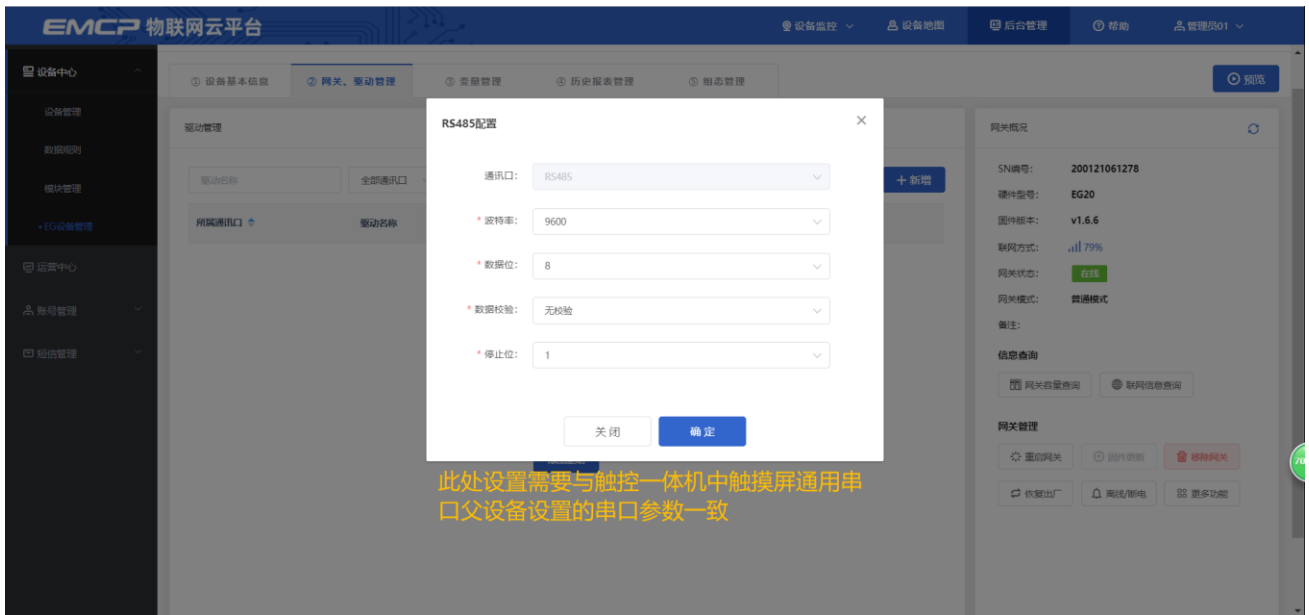 EMCP 物联网云平台
设备监控
设备地图
后台管理
帮助
管理员01
设备中心
设备管理
数据规则
模块管理
•EG设备管理
运营中心
账号管理
短信管理
① 设备基本信息
② 网关、驱动管理
③ 变量管理
④ 历史报表管理
⑤ 组态管理
预览
驱动管理
驱动名称
全部通讯口
+新增
所属通讯口
驱动名称
RS485配置
通讯口: RS485
* 波特率: 9600
* 数据位: 8
* 数据校验: 无校验
* 停止位: 1
关闭
确定
此处设置需要与触控一体机中触摸屏通用串
口父设备设置的串口参数一致
网关概况
SN编号: 200121061278
硬件型号: EG20
固件版本: v1.6.6
联网方式: 79%
网关状态: 在线
网关模式: 普通模式
备注:
信息查询
网关容量查询
联网信息查询
网关管理
重启网关
固件更新
移除网关
恢复出厂
离线/断电
更多功能
70